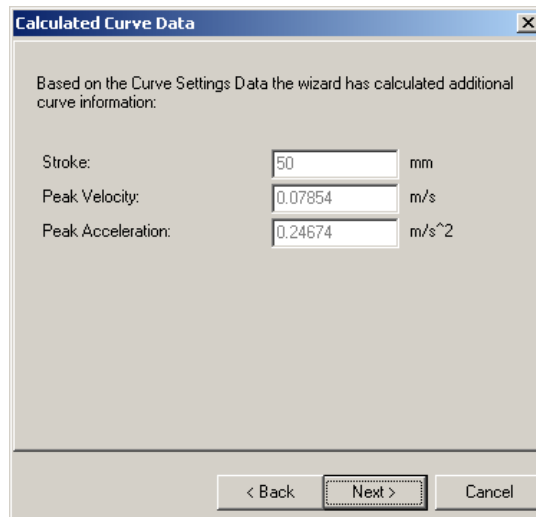 Calculated Curve Data
Based on the Curve Settings Data the wizard has calculated additional
curve information:
Stroke: 50 mm
Peak Velocity: 0.07854 m/s
Peak Acceleration: 0.24674 m/s^2
< Back Next > Cancel